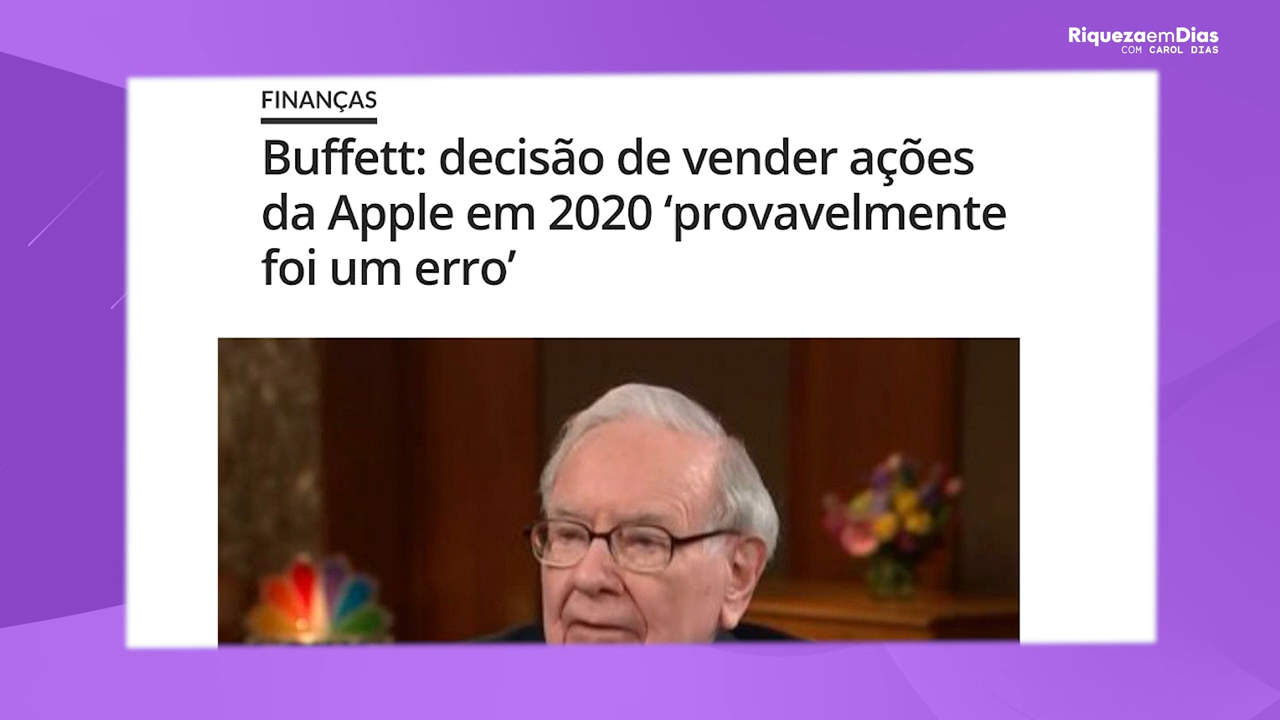 RiquezaemDias
COM CAROL DIAS
FINANÇAS
Buffett: decisão de vender ações
da Apple em 2020 ‘provavelmente
foi um erro’